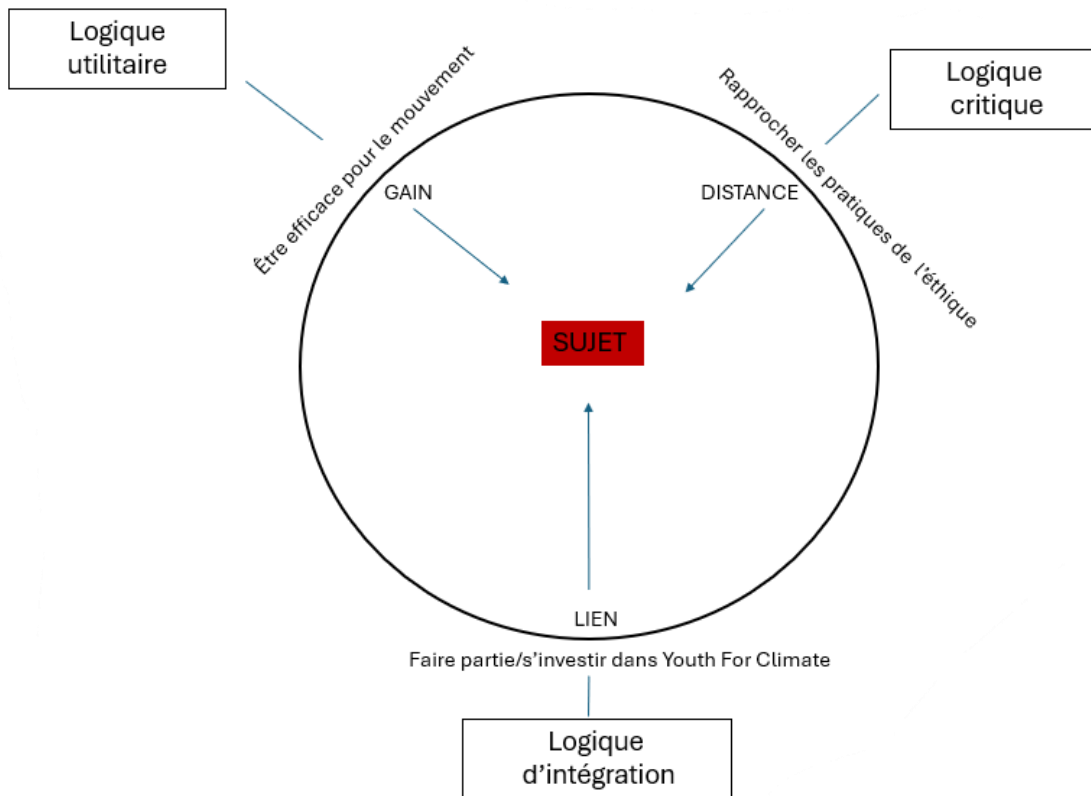 Logique
utilitaire
Logique
critique
Être efficace pour le mouvement
Rapprocher les pratiques de l'éthique
GAIN
DISTANCE
SUJET
LIEN
Faire partie/s'investir dans Youth For Climate
Logique
d'intégration